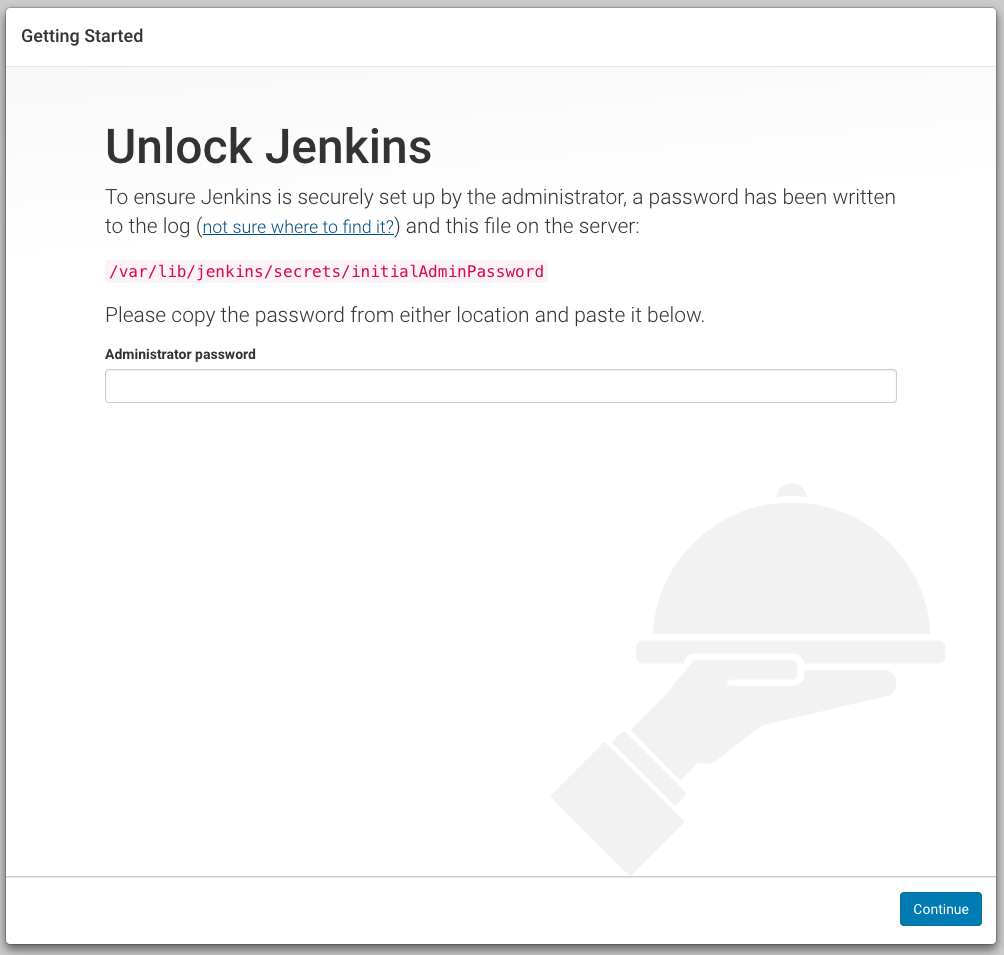 Getting Started
Unlock Jenkins
To ensure Jenkins is securely set up by the administrator, a password has been written
to the log (not sure where to find it?) and this file on the server:
/var/lib/jenkins/secrets/initialAdminPassword
Please copy the password from either location and paste it below.
Administrator password
Continue